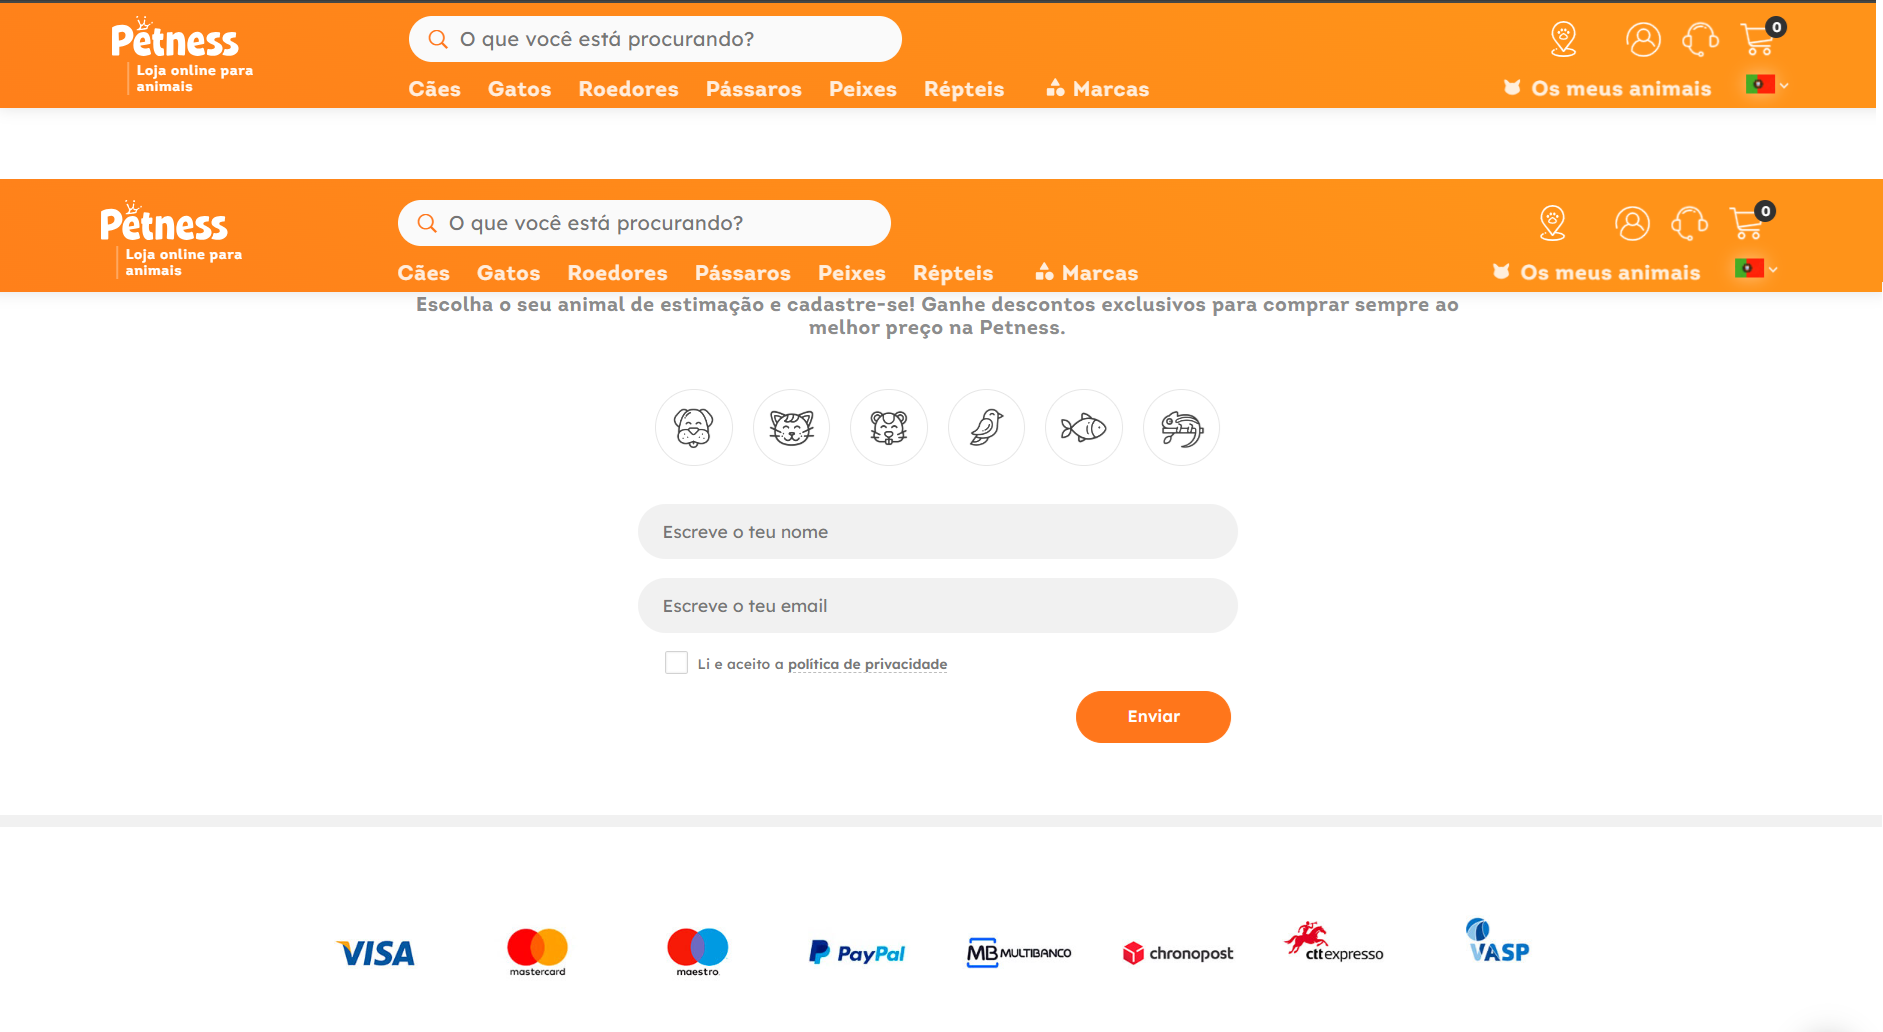 Petness
Loja online para
animais
O que você está procurando?
0
Cães Gatos Roedores Pássaros Peixes Répteis Marcas
Os meus animais
Petness
Loja online para
animais
O que você está procurando?
0
Cães Gatos Roedores Pássaros Peixes Répteis Marcas
Os meus animais
Escolha o seu animal de estimação e cadastre-se! Ganhe descontos exclusivos para comprar sempre ao
melhor preço na Petness.
Escreve o teu nome
Escreve o teu email
Li e aceito a política de privacidade
Enviar
VISA
mastercard
maestro
PayPal
MB MULTIBANCO
chronopost
ctt expresso
VASP